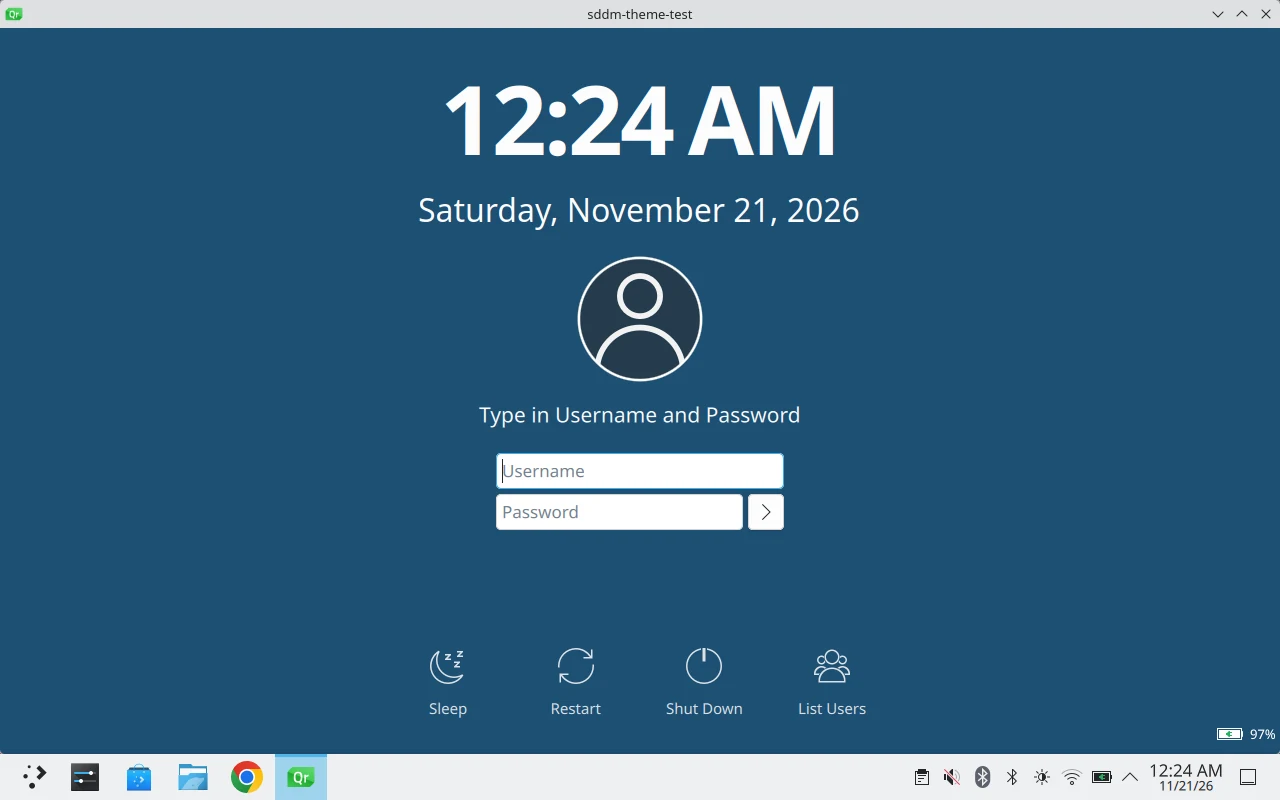 sddm-theme-test
12:24 AM
Saturday, November 21, 2026
Type in Username and Password
Username
Password
Sleep
Restart
Shut Down
List Users
97%
Qr
12:24 AM
11/21/26